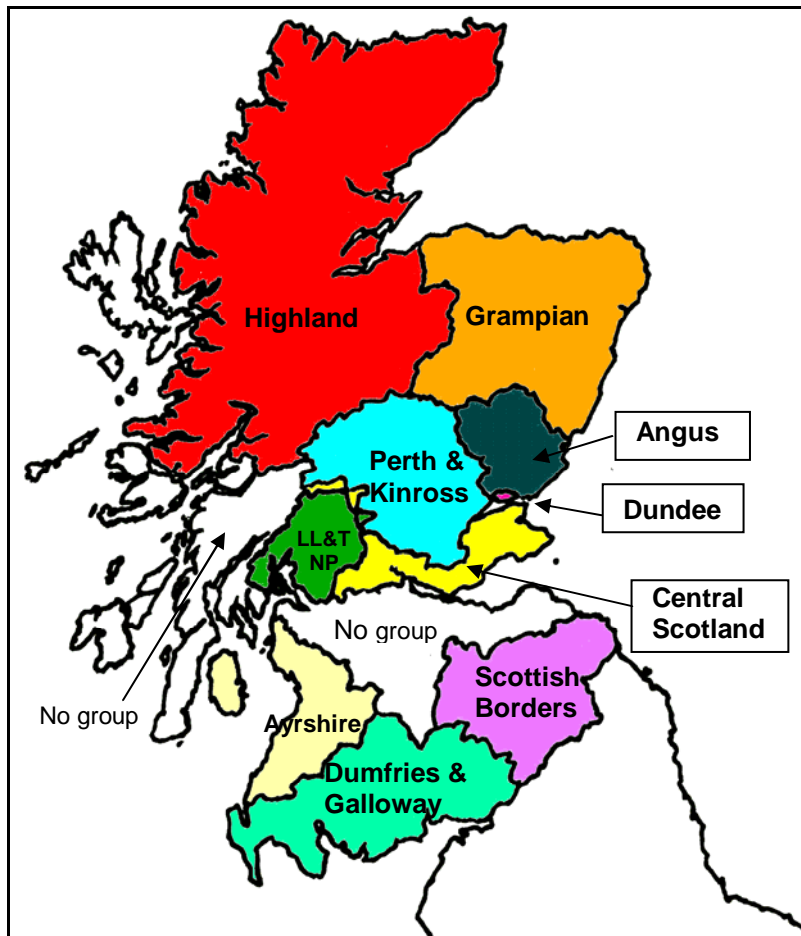 Highland
Grampian
Angus
Perth &
Kinross
Dundee
LL&T
NP
Central
Scotland
No group
Scottish
Borders
No group
Ayrshire
Dumfries &
Galloway